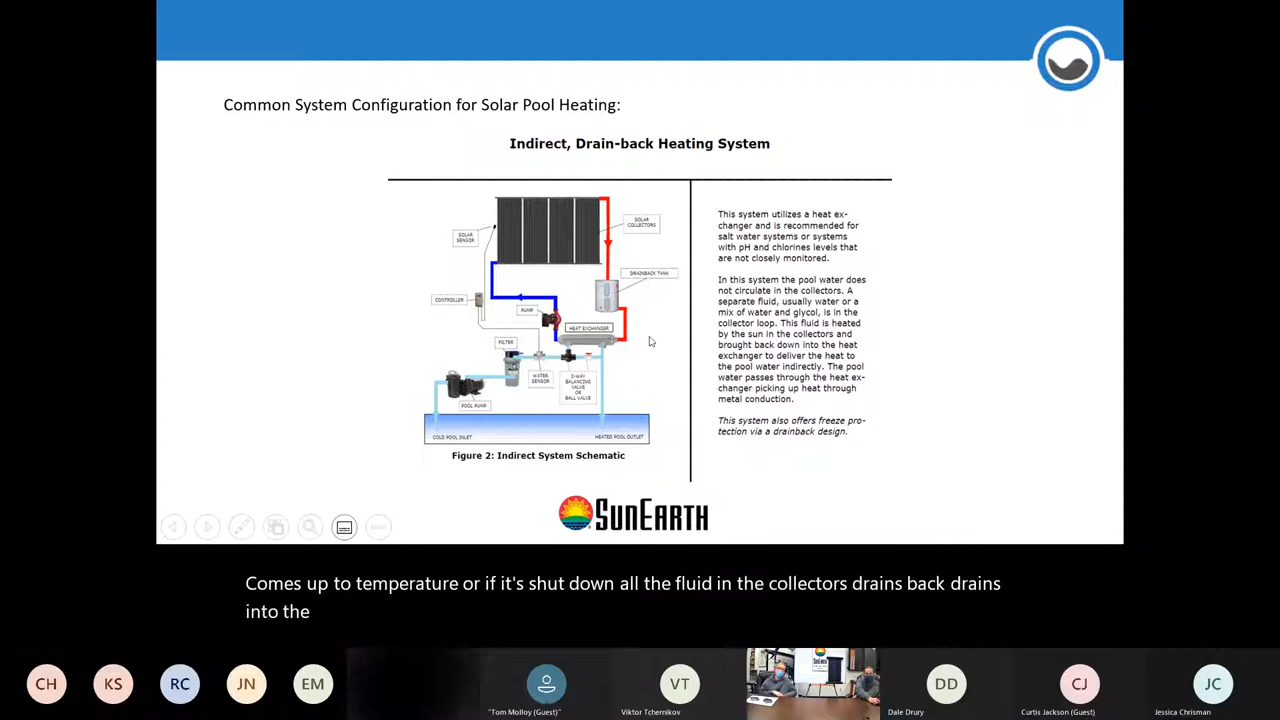 Common System Configuration for Solar Pool Heating:
Indirect, Drain-back Heating System
SOLAR
COLLECTORS
SOLAR
SENSOR
DRAINBACK TANK
CONTROLLER
PUMP
HEAT EXCHANGER
FILTER
WATER
SENSOR
3-WAY
BALANCING
VALVE
OR
BALL VALVE
POOL PUMP
COLD POOL INLET
HEATED POOL OUTLET
Figure 2: Indirect System Schematic
This system utilizes a heat ex-
changer and is recommended for
salt water systems or systems
with pH and chlorines levels that
are not closely monitored.
In this system the pool water does
not circulate in the collectors. A
separate fluid, usually water or a
mix of water and glycol, is in the
collector loop. This fluid is heated
by the sun in the collectors and
brought back down into the heat
exchanger to deliver the heat to
the pool water indirectly. The pool
water passes through the heat ex-
changer picking up heat through
metal conduction.
This system also offers freeze pro-
tection via a drainback design.
SUNEARTH
Comes up to temperature or if it's shut down all the fluid in the collectors drains back drains
into the
CH
KS
RC
JN
EM
VT
DD
CJ
JC
"Tom Molloy (Guest)"
Viktor Tchernikov
Dale Drury
Curtis Jackson (Guest)
Jessica Chrisman